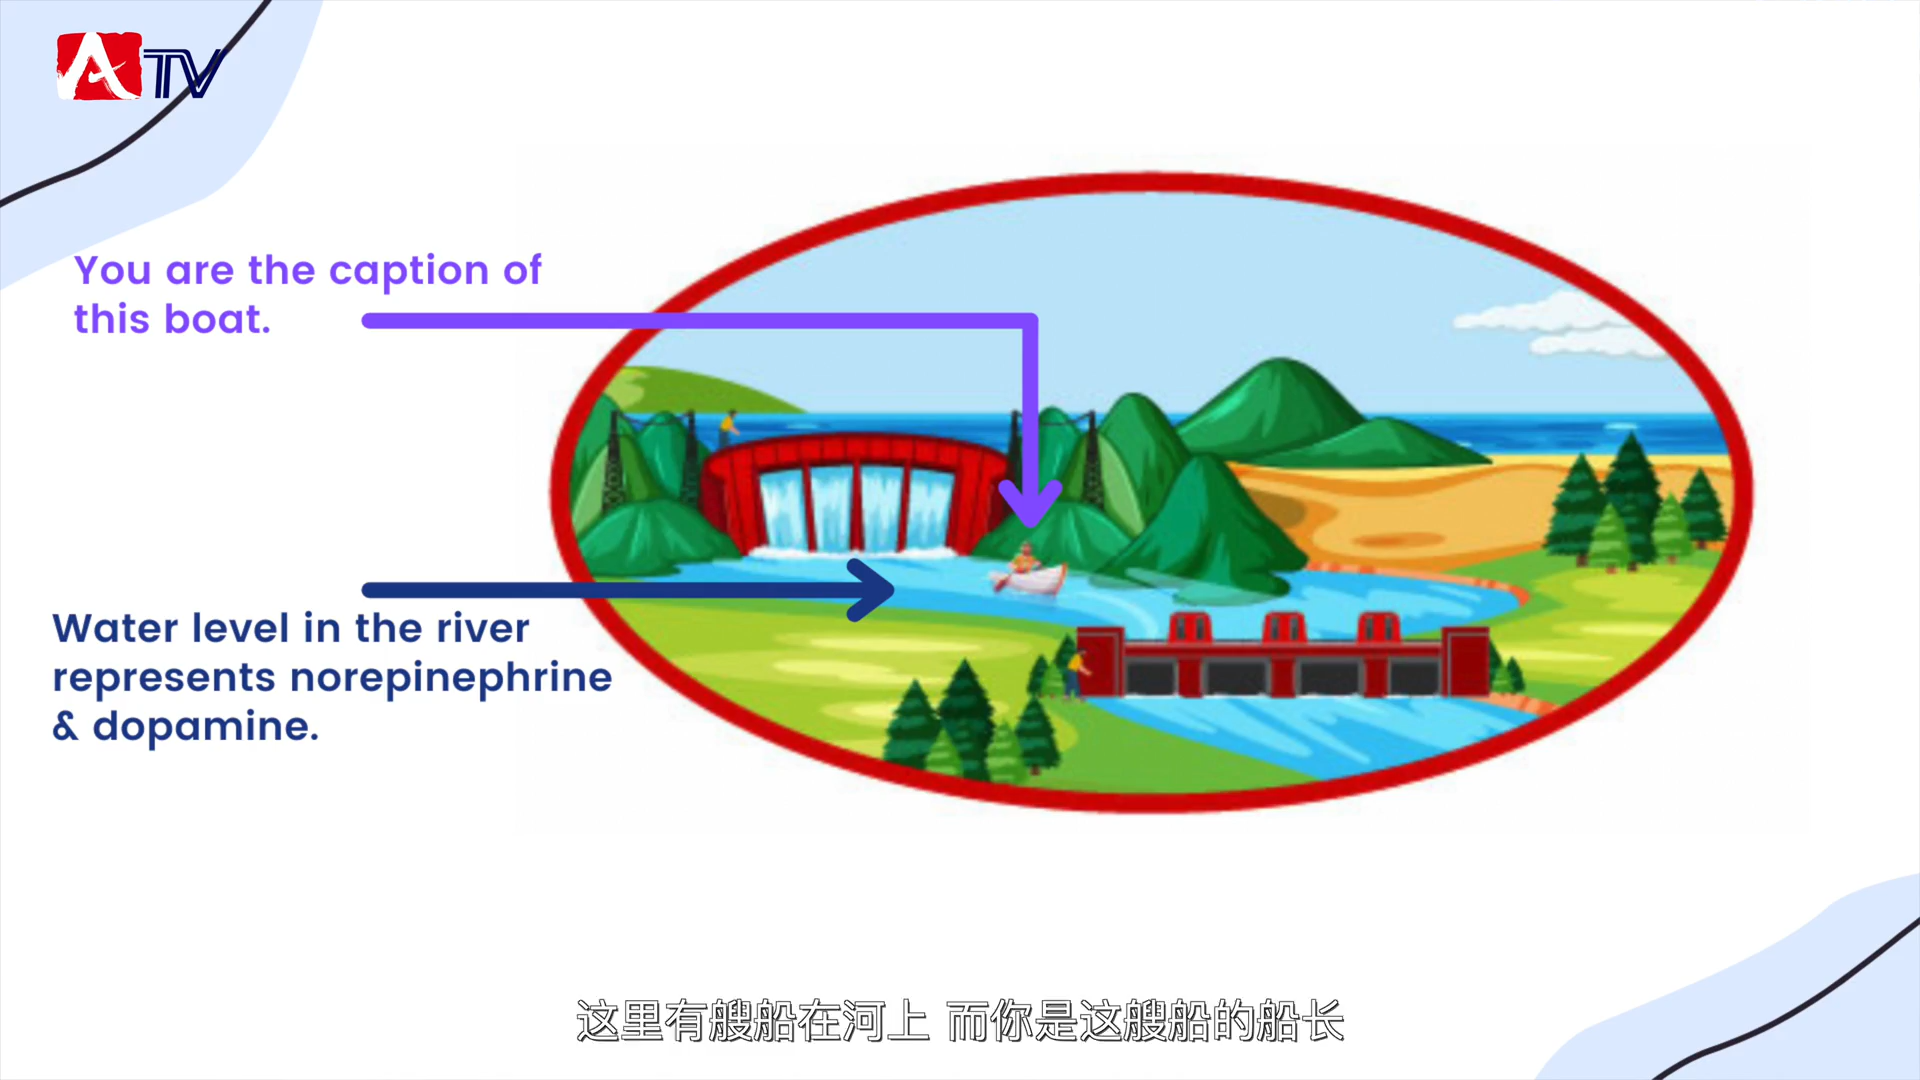 ATV
You are the caption of
this boat.
Water level in the river
represents norepinephrine
& dopamine.
这里有艘船在河上 而你是这艘船的船长